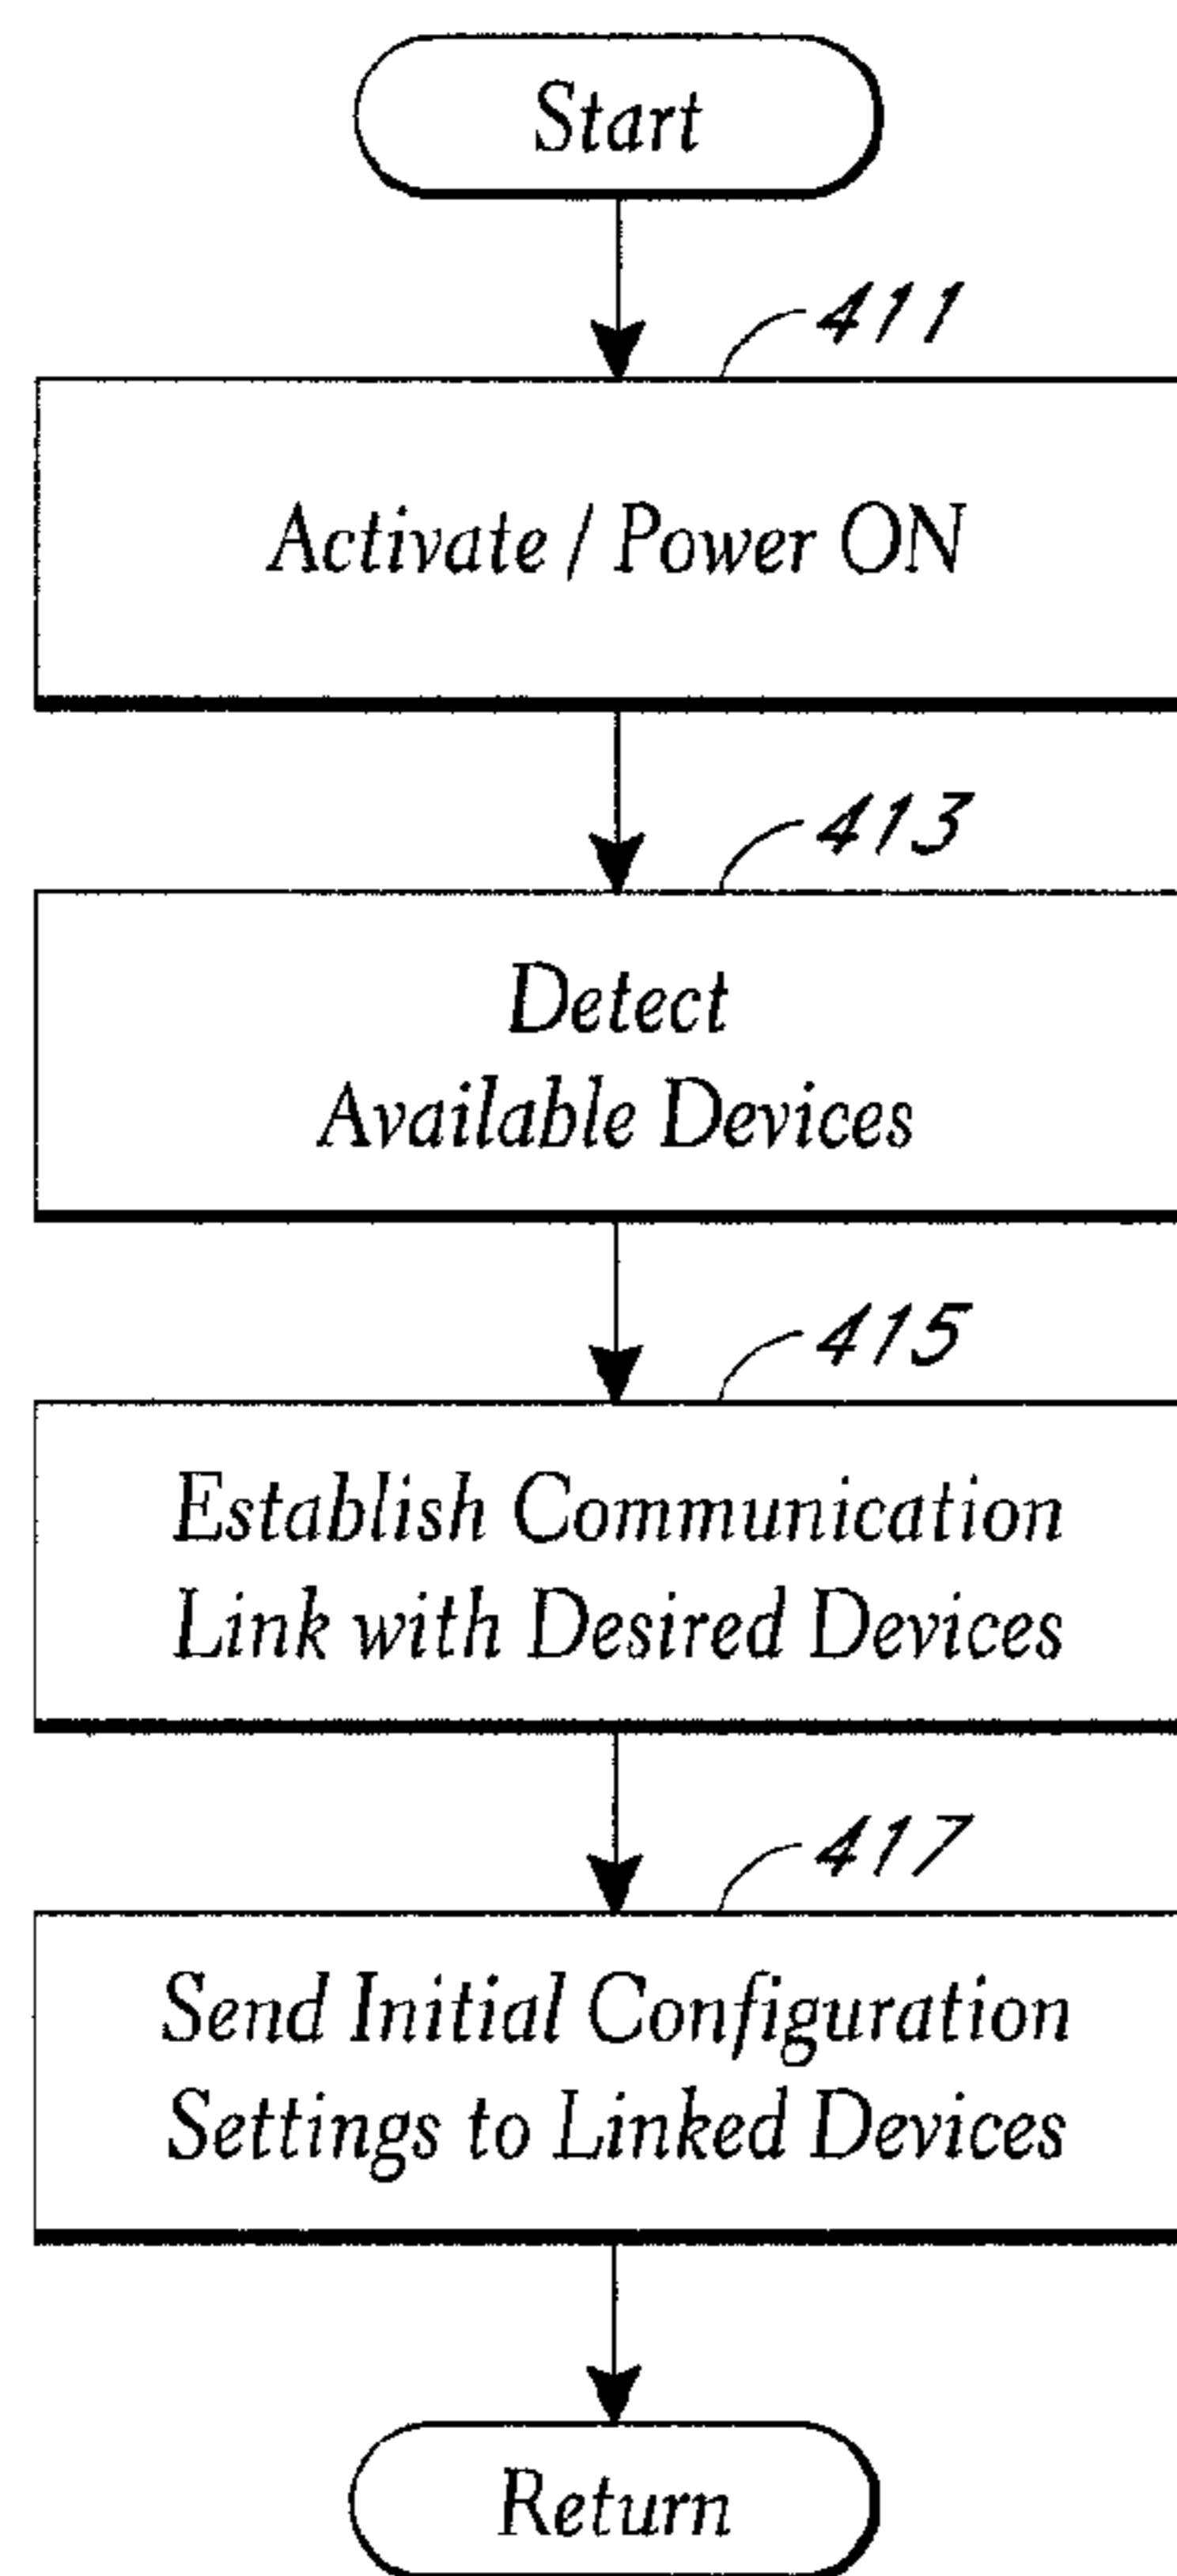 Start
411
Activate / Power ON
413
Detect
Available Devices
415
Establish Communication
Link with Desired Devices
417
Send Initial Configuration
Settings to Linked Devices
Return